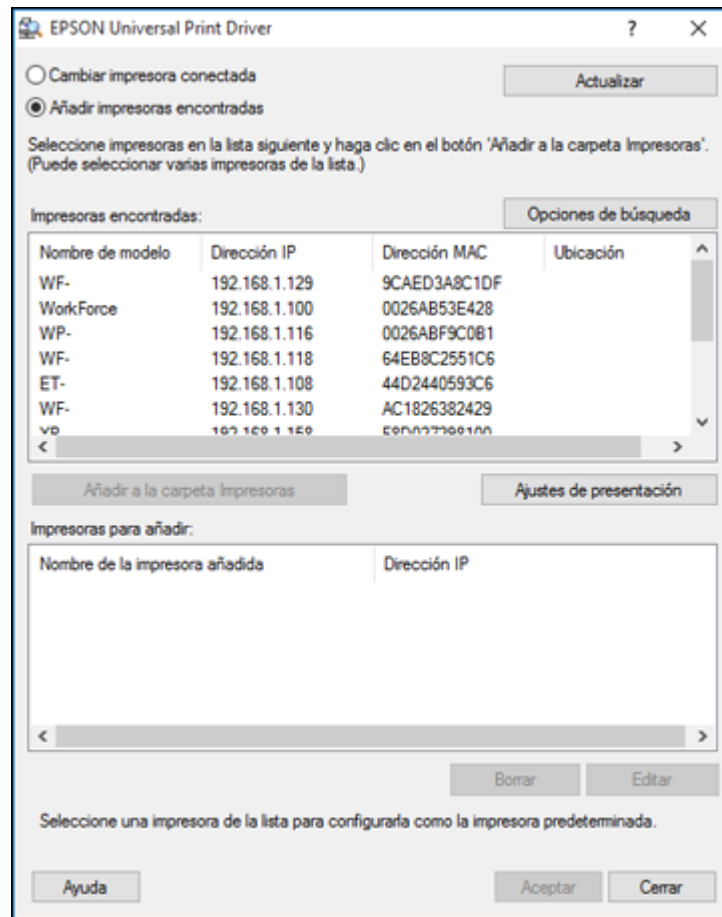 EPSON Universal Print Driver
Cambiar impresora conectada
Actualizar
Añadir impresoras encontradas
Seleccione impresoras en la lista siguiente y haga clic en el botón 'Añadir a la carpeta Impresoras'.
(Puede seleccionar varias impresoras de la lista.)
Impresoras encontradas:
Opciones de búsqueda
Nombre de modelo Dirección IP Dirección MAC Ubicación
WF- 192.168.1.129 9CAED3A8C1DF
WorkForce 192.168.1.100 0026AB53E428
WP- 192.168.1.116 0026ABF9C0B1
WF- 192.168.1.118 64EB8C2551C6
ET- 192.168.1.108 44D2440593C6
WF- 192.168.1.130 AC1826382429
Añadir a la carpeta Impresoras
Ajustes de presentación
Impresoras para añadir:
Nombre de la impresora añadida Dirección IP
Borrar
Editar
Seleccione una impresora de la lista para configurarla como la impresora predeterminada.
Ayuda
Aceptar
Cerrar